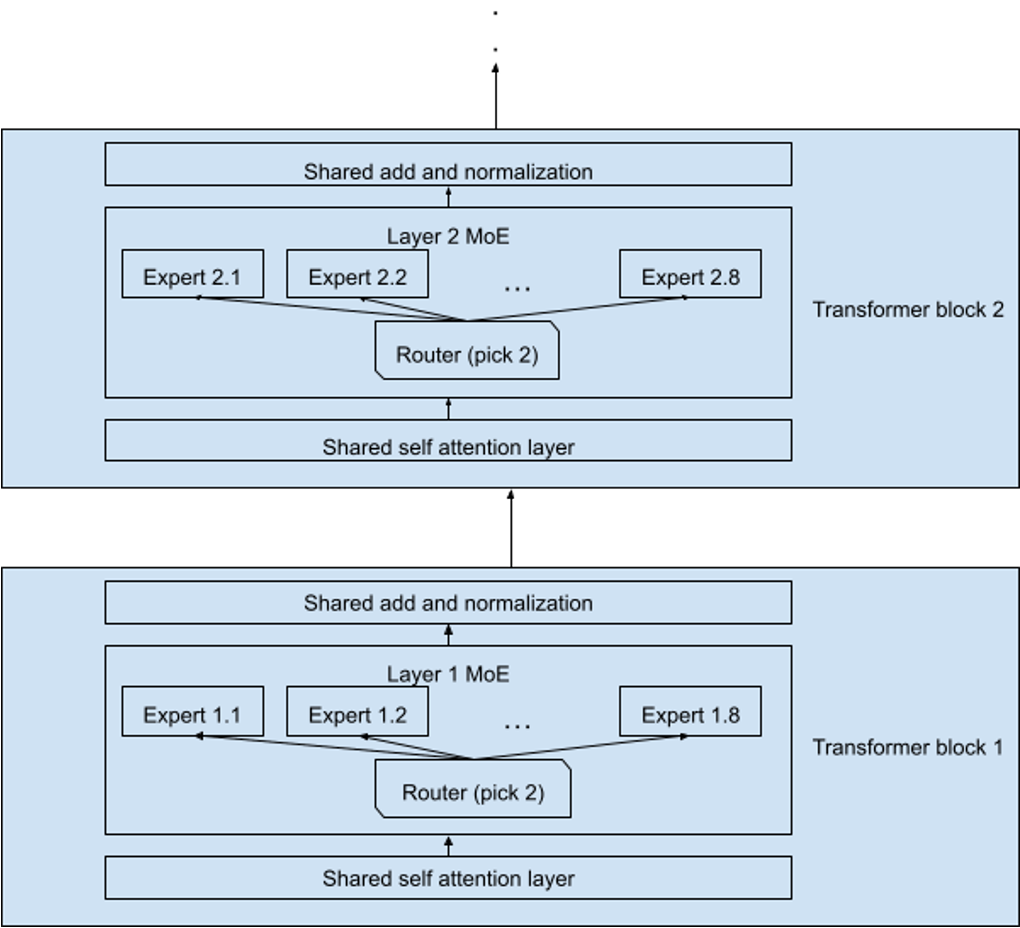 .
.
Shared add and normalization
Layer 2 MoE
Expert 2.1
Expert 2.2
...
Expert 2.8
Router (pick 2)
Shared self attention layer
Transformer block 2
Shared add and normalization
Layer 1 MoE
Expert 1.1
Expert 1.2
...
Expert 1.8
Router (pick 2)
Shared self attention layer
Transformer block 1